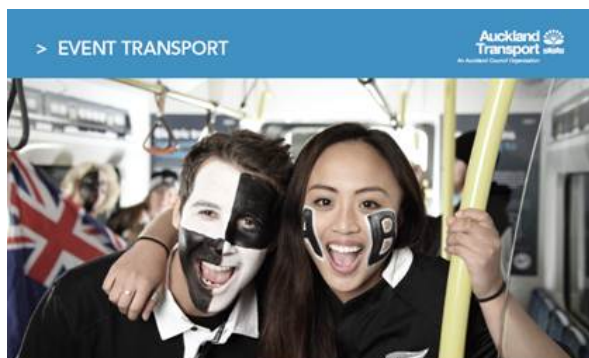 > EVENT TRANSPORT
Auckland
Transport
An Auckland Council Organisation